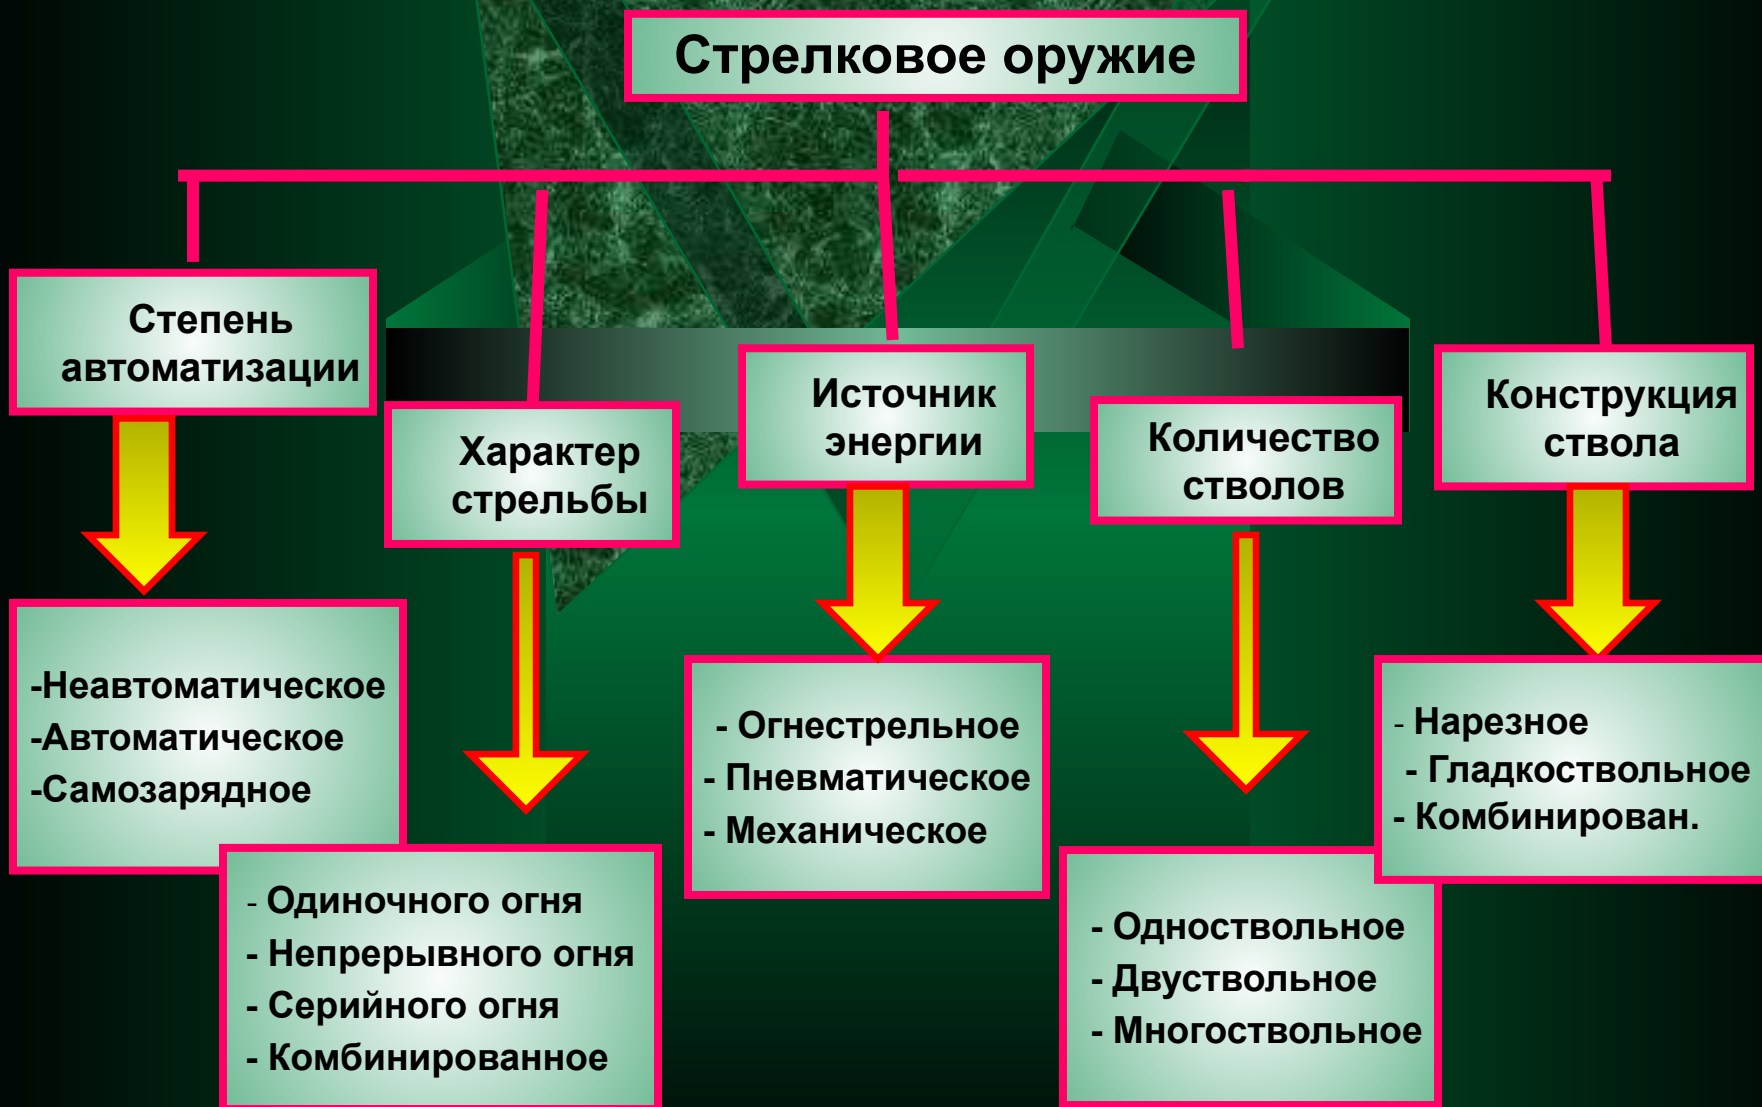 Стрелковое оружие
Степень
автоматизации
Характер
стрельбы
Источник
энергии
Количество
стволов
Конструкция
ствола
-Неавтоматическое
-Автоматическое
-Самозарядное
- Одиночного огня
- Непрерывного огня
- Серийного огня
- Комбинированное
- Огнестрельное
- Пневматическое
- Механическое
- Одноствольное
- Двуствольное
- Многоствольное
- Нарезное
- Гладкоствольное
- Комбинирован.